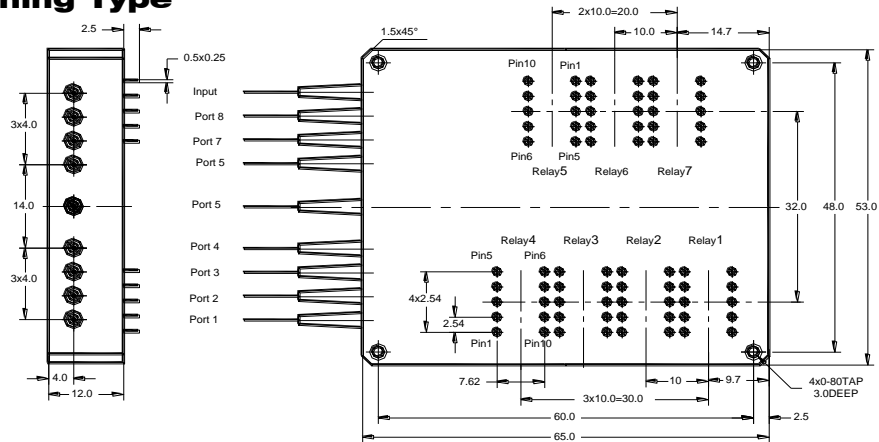 ning Type
2x10.0=20.0
2.5
10.0
14.7
1.5x45°
0.5x0.25
Pin10
Pin1
Input
Port 8
3x4.0
Port 7
Port 5
Pin6
Pin5
Relay5
Relay6
Relay7
14.0
Port 5
32.0
48.0
53.0
Port 4
Relay4
Relay3
Relay2
Relay1
Pin5
Pin6
3x4.0
Port 3
4x2.54
Port 2
2.54
Port 1
Pin1
Pin10
4.0
7.62
10
9.7
4x0-80TAP
3.0DEEP
12.0
3x10.0=30.0
60.0
2.5
65.0